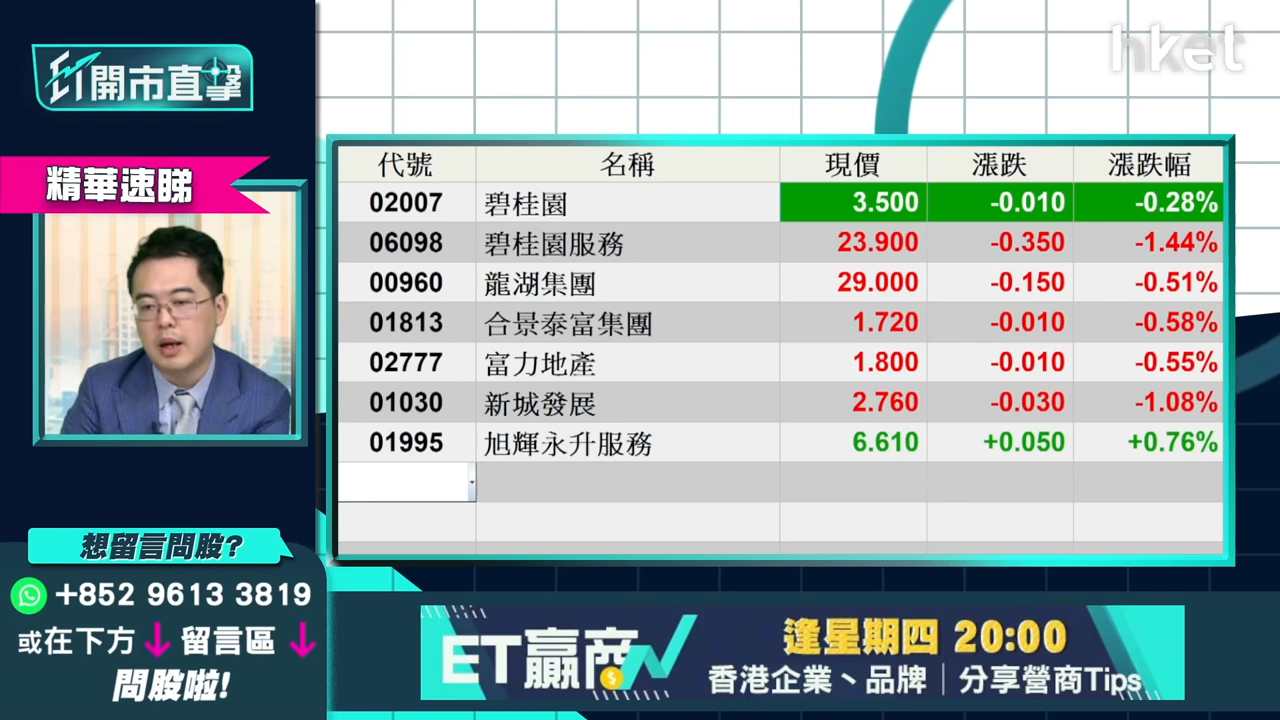 hket
ET開市直擊
精華速睇
代號 名稱 現價 漲跌 漲跌幅
02007 碧桂園 3.500 -0.010 -0.28%
06098 碧桂園服務 23.900 -0.350 -1.44%
00960 龍湖集團 29.000 -0.150 -0.51%
01813 合景泰富集團 1.720 -0.010 -0.58%
02777 富力地產 1.800 -0.010 -0.55%
01030 新城發展 2.760 -0.030 -1.08%
01995 旭輝永升服務 6.610 +0.050 +0.76%
想留言問股?
+852 9613 3819
或在下方↓留言區↓
問股啦!
ET贏商
$
逢星期四 20:00
香港企業、品牌｜分享營商Tips